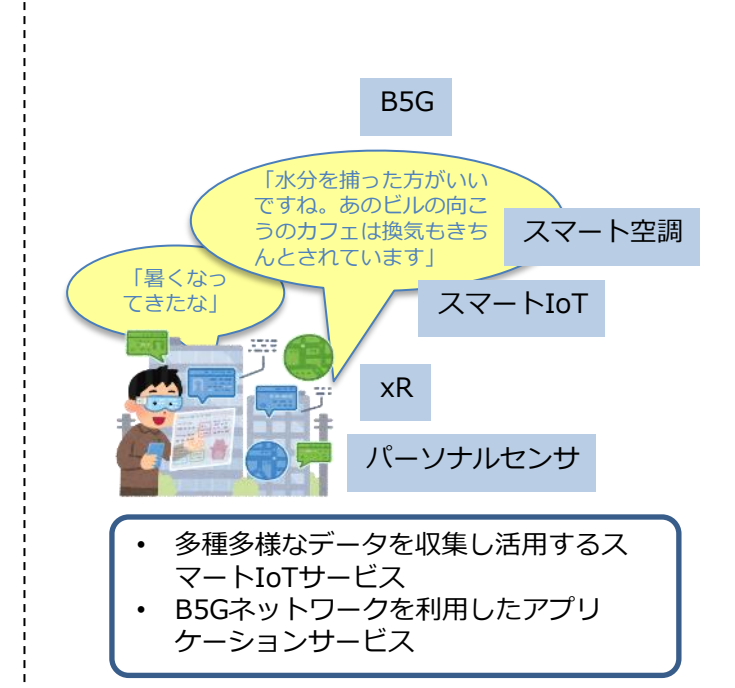 B5G
「水分を捕った方がいい
ですね。あのビルの向こ
うのカフェは換気もきち
んとされています」
スマート空調
「暑くなっ
てきたな」
スマートIoT
xR
パーソナルセンサ
• 多種多様なデータを収集し活用するス
マートIoTサービス
• B5Gネットワークを利用したアプリ
ケーションサービス